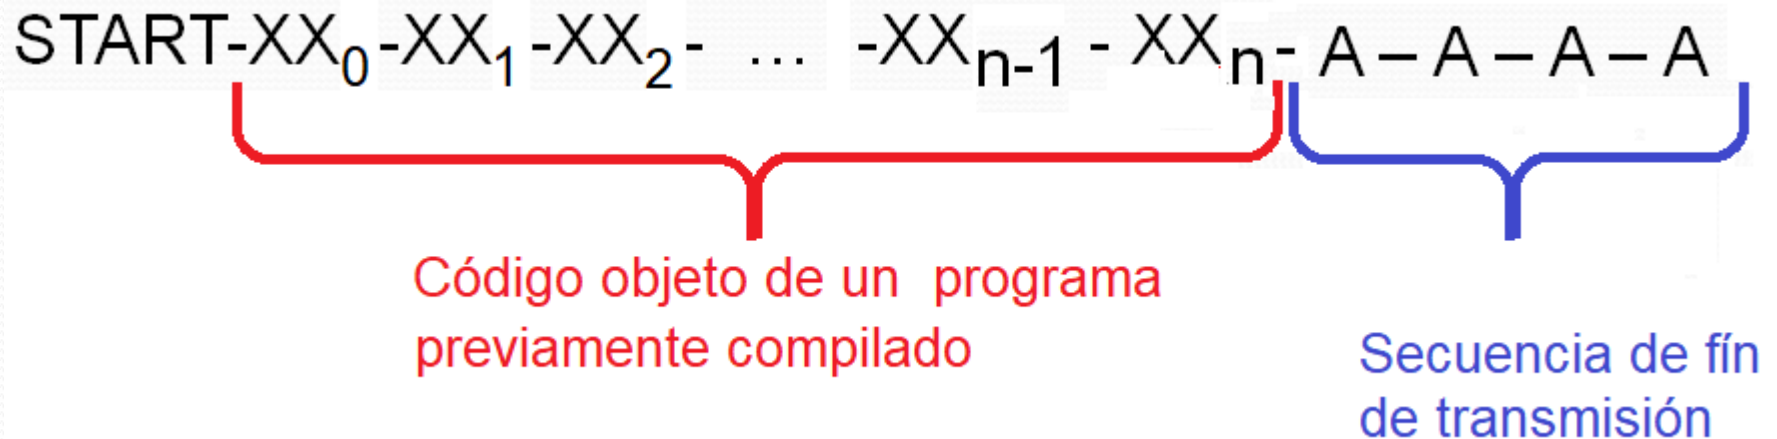 START-XX0-XX1-XX2- ... -XXn-1 - XXn- A – A – A – A
Código objeto de un programa
previamente compilado
Secuencia de fín
de transmisión